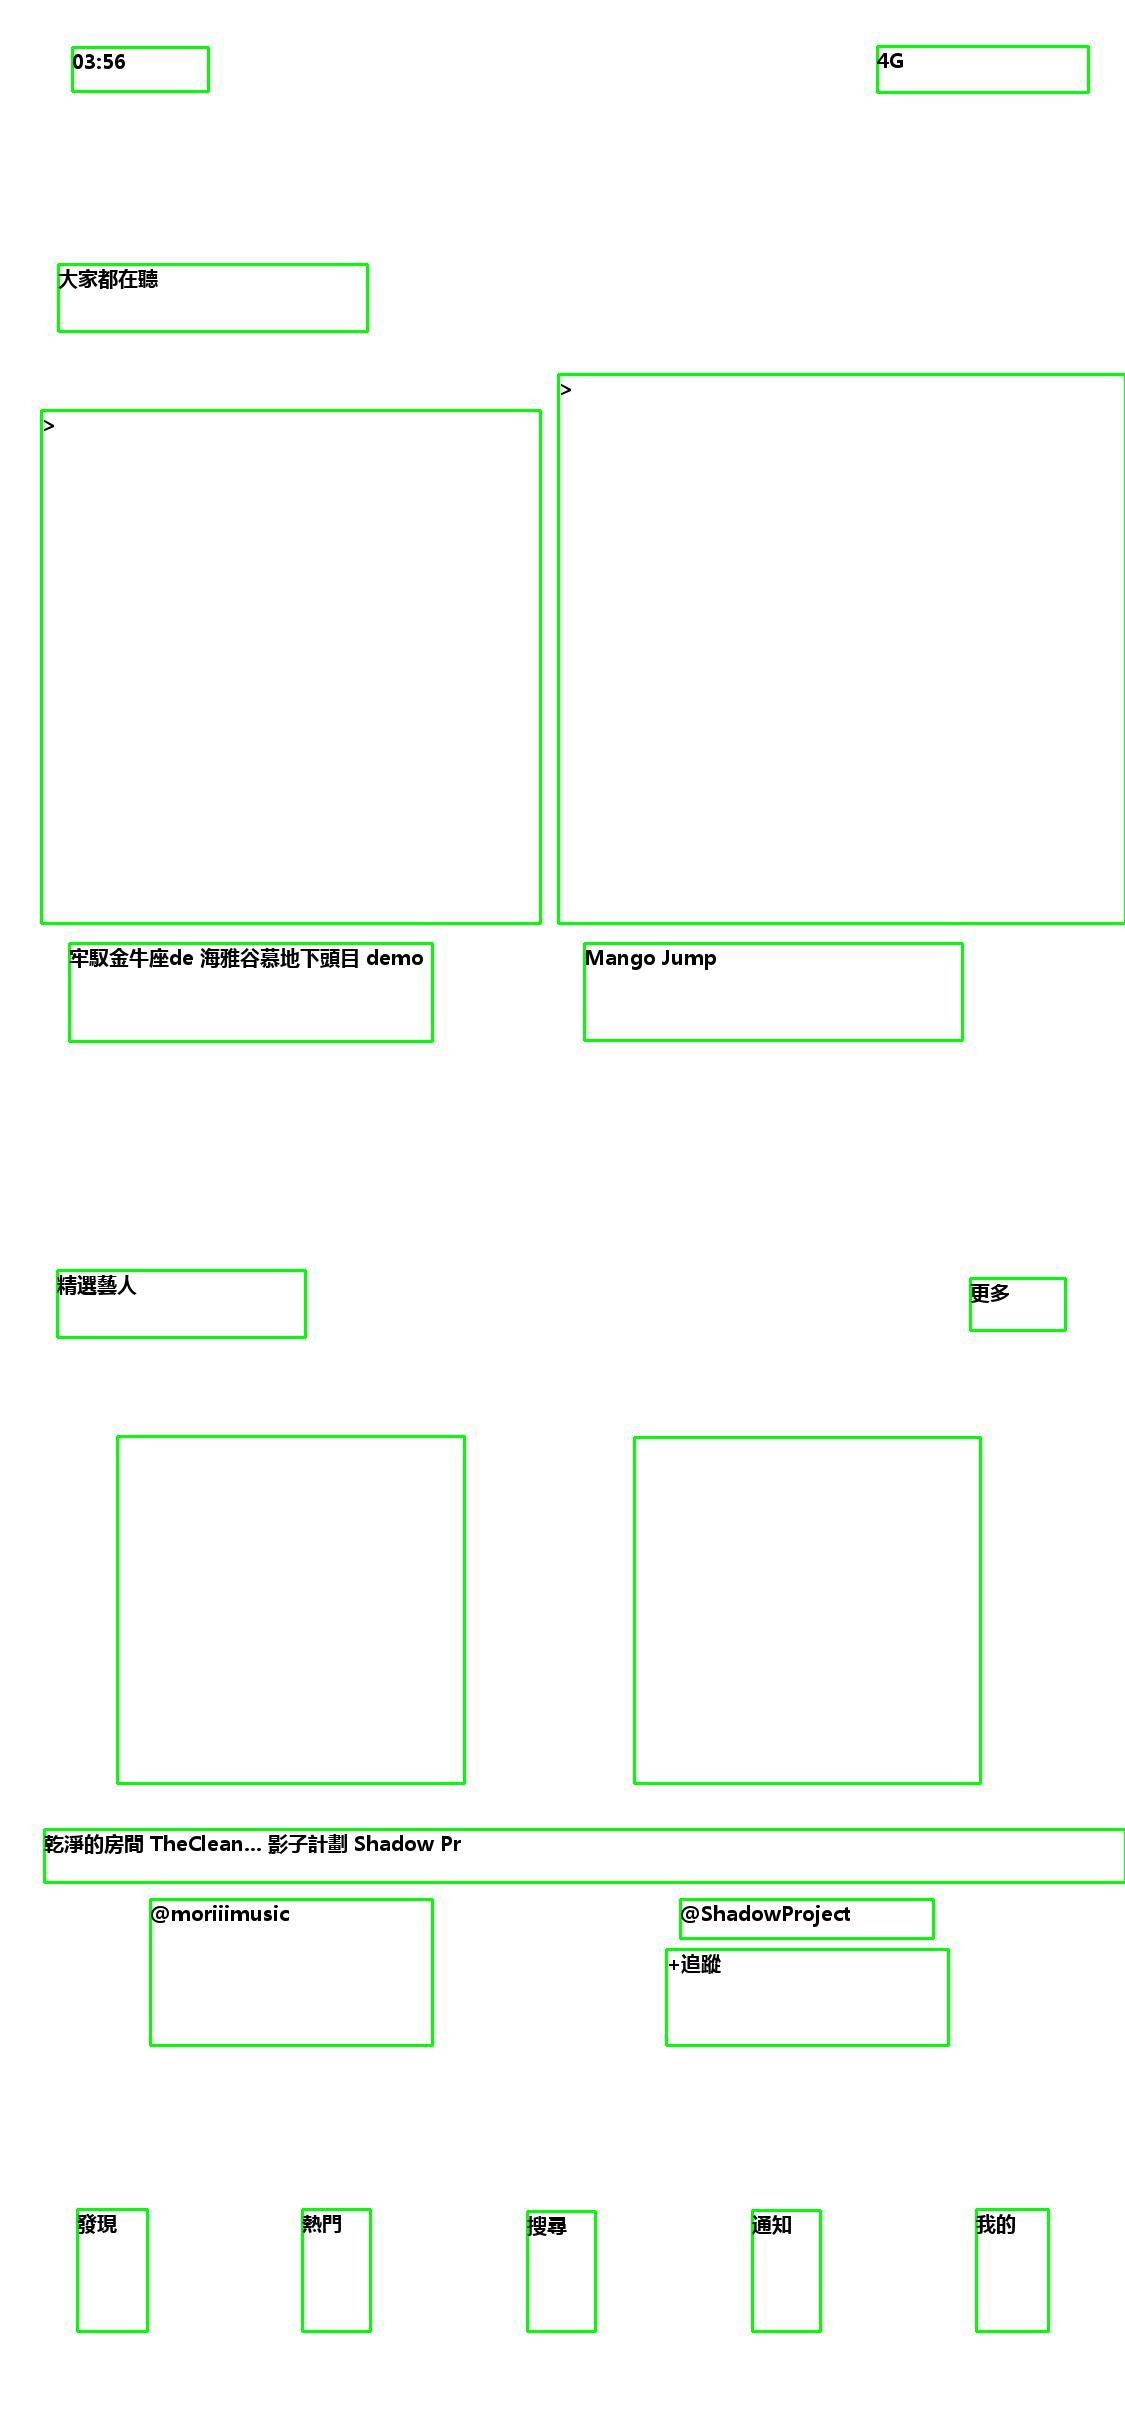 03:56
4G
大家都在聽
>
>
牢馭金牛座de 海雅谷慕地下頭目 demo
Mango Jump
精選藝人
更多
乾淨的房間 TheClean... 影子計劃 Shadow Pr
@moriiimusic
@ShadowProject
+追蹤
發現
熱門
搜尋
通知
我的